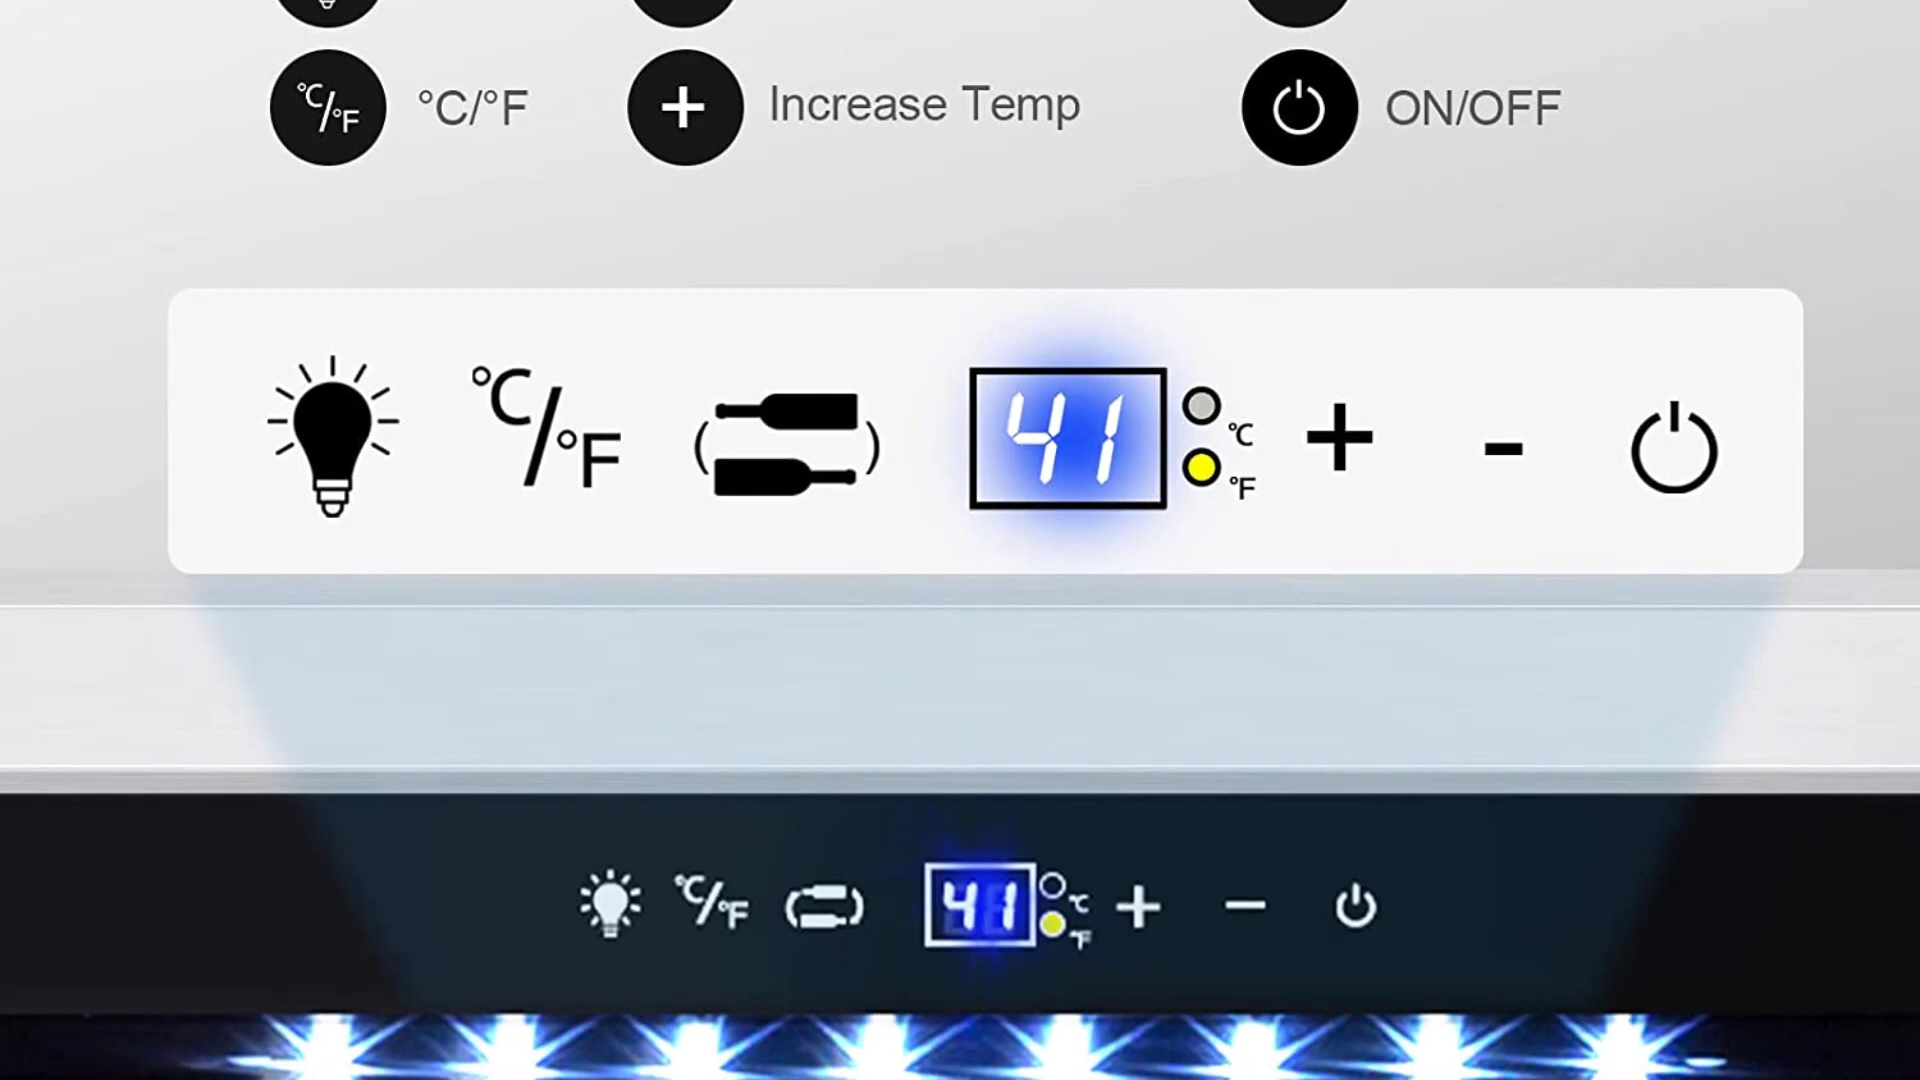 °C/°F °C/°F + Increase Temp ON/OFF
°C/°F 41 °C + -
°F
°C/°F 41 °C + −
°F